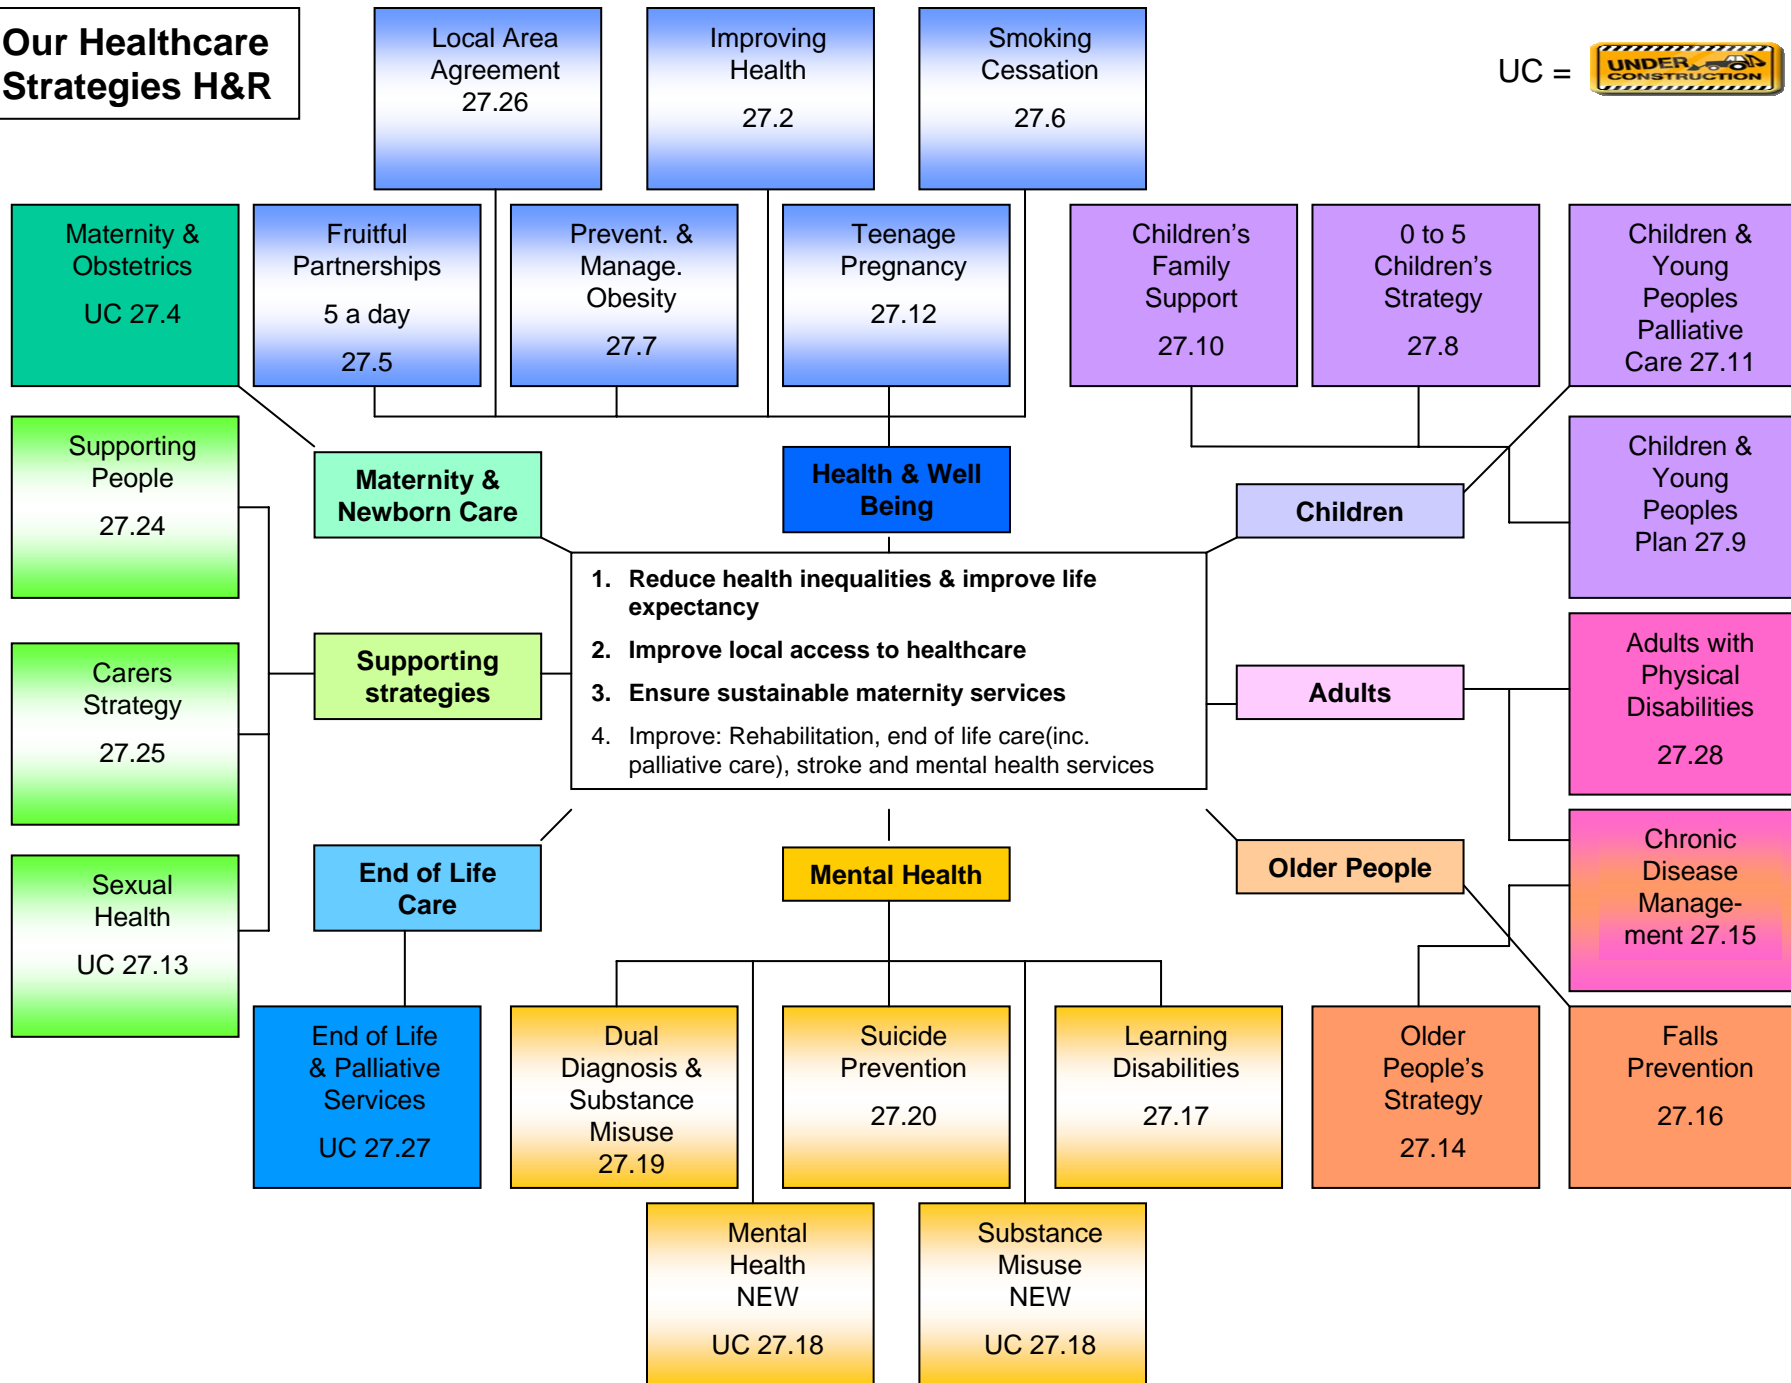 Our Healthcare
Strategies H&R
Local Area
Agreement
27.26
Improving
Health
27.2
Smoking
Cessation
27.6
UC =
UNDER
CONSTRUCTION
Maternity &
Obstetrics
UC 27.4
Fruitful
Partnerships
5 a day
27.5
Prevent. &
Manage.
Obesity
27.7
Teenage
Pregnancy
27.12
Children's
Family
Support
27.10
0 to 5
Children's
Strategy
27.8
Children &
Young
Peoples
Palliative
Care 27.11
Supporting
People
27.24
Maternity &
Newborn Care
Health & Well
Being
Children
Children &
Young
Peoples
Plan 27.9
1. Reduce health inequalities & improve life
expectancy
2. Improve local access to healthcare
3. Ensure sustainable maternity services
4. Improve: Rehabilitation, end of life care(inc.
palliative care), stroke and mental health services
Carers
Strategy
27.25
Supporting
strategies
Adults
Adults with
Physical
Disabilities
27.28
Sexual
Health
UC 27.13
End of Life
Care
Mental Health
Older People
Chronic
Disease
Manage-
ment 27.15
End of Life
& Palliative
Services
UC 27.27
Dual
Diagnosis &
Substance
Misuse
27.19
Suicide
Prevention
27.20
Learning
Disabilities
27.17
Older
People's
Strategy
27.14
Falls
Prevention
27.16
Mental
Health
NEW
UC 27.18
Substance
Misuse
NEW
UC 27.18